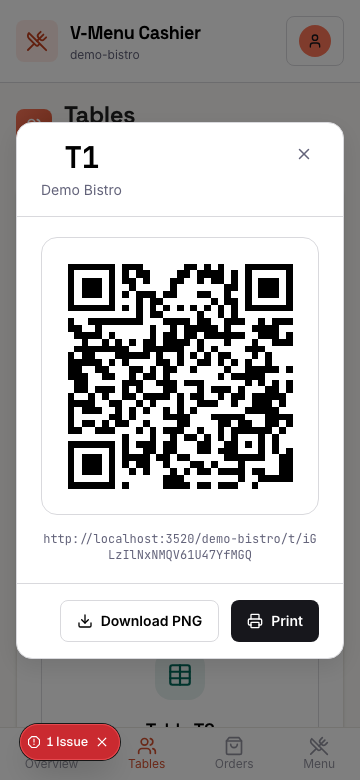 V-Menu Cashier
demo-bistro
Tables
T1
Demo Bistro
http://localhost:3520/demo-bistro/t/iG
LzIlNxNMQV61U47YfMGQ
Download PNG
Print
1 Issue
Overview
Tables
Orders
Menu